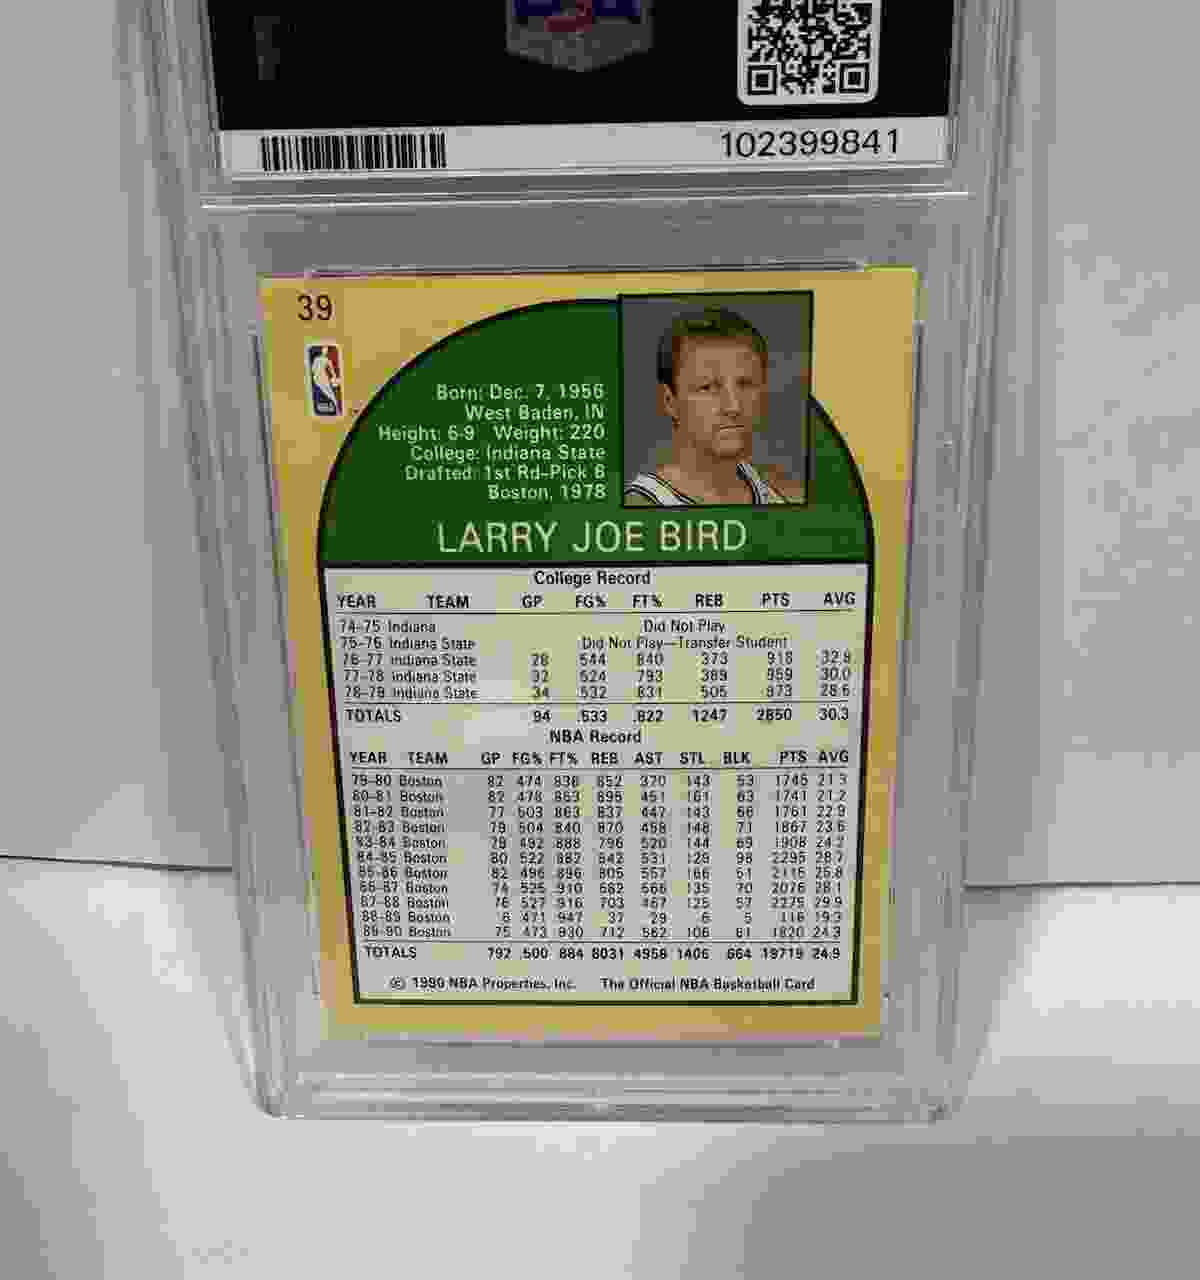 102399841
39
Born: Dec. 7, 1956
West Baden, IN
Height: 6-9 Weight: 220
College: Indiana State
Drafted: 1st Rd-Pick 6
Boston, 1978
LARRY JOE BIRD
College Record
YEAR TEAM GP FG% FT% REB PTS AVG
74-75 Indiana Did Not Play
75-76 Indiana State Did Not Play—Transfer Student
76-77 Indiana State 28 .544 .840 373 918 32.8
77-78 Indiana State 32 .524 .793 369 959 30.0
78-79 Indiana State 34 .532 .831 505 973 28.6
TOTALS 94 .533 .822 1247 2850 30.3
NBA Record
YEAR TEAM GP FG% FT% REB AST STL BLK PTS AVG
79-80 Boston 82 .474 .836 852 370 143 53 1745 21.3
80-81 Boston 82 .478 .863 895 451 161 63 1741 21.2
81-82 Boston 77 .503 .863 837 447 143 66 1761 22.9
82-83 Boston 79 .504 .840 870 458 148 71 1867 23.6
83-84 Boston 79 .492 .888 796 520 144 69 1908 24.2
84-85 Boston 80 .522 .882 842 531 129 98 2295 28.7
85-86 Boston 82 .496 .896 805 557 166 51 2115 25.8
86-87 Boston 74 .525 .910 682 566 135 70 2076 28.1
87-88 Boston 76 .527 .916 703 467 125 57 2275 29.9
88-89 Boston 6 .471 .947 37 29 6 5 116 19.3
89-90 Boston 75 .473 .930 712 562 106 61 1820 24.3
TOTALS 792 .500 .884 8031 4958 1406 664 19719 24.9
© 1990 NBA Properties, Inc. The Official NBA Basketball Card